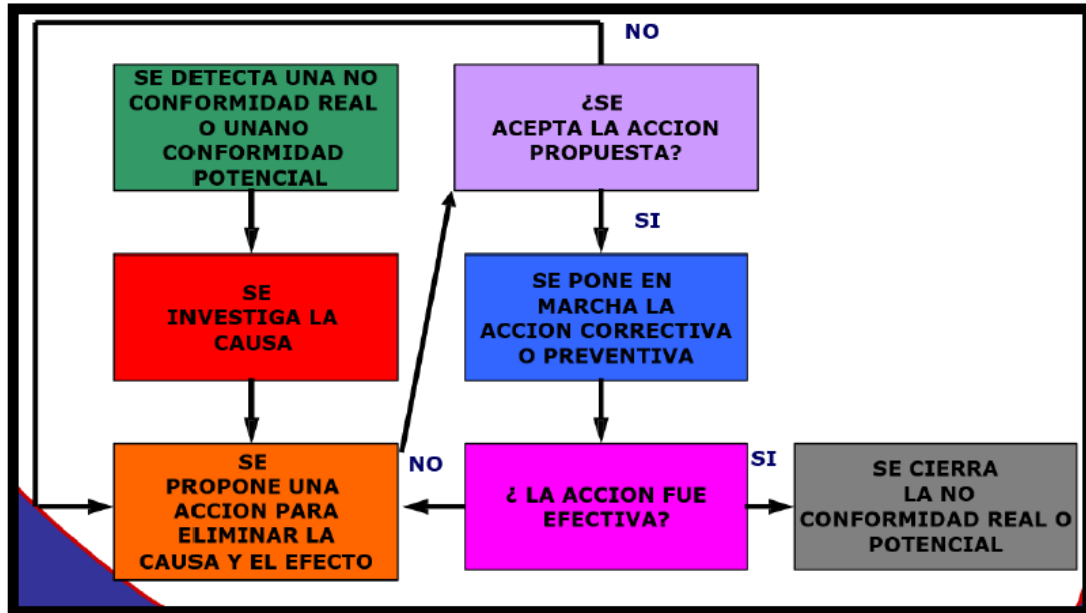 SE DETECTA UNA NO
CONFORMIDAD REAL
O UNANO
CONFORMIDAD
POTENCIAL
SE
INVESTIGA LA
CAUSA
SE
PROPONE UNA
ACCION PARA
ELIMINAR LA
CAUSA Y EL EFECTO
NO
¿SE
ACEPTA LA ACCION
PROPUESTA?
SI
SE PONE EN
MARCHA LA
ACCION CORRECTIVA
O PREVENTIVA
NO
¿ LA ACCION FUE
EFECTIVA?
SI
SE CIERRA
LA NO
CONFORMIDAD REAL O
POTENCIAL